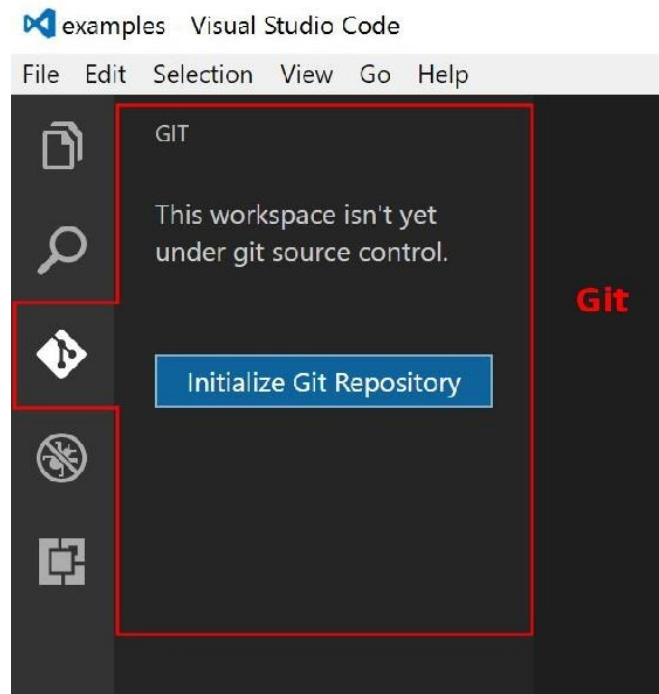 examples   Visual Studio Code
File   Edit   Selection   View   Go   Help
GIT
This workspace isn't yet
under git source control.
Git
Initialize Git Repository